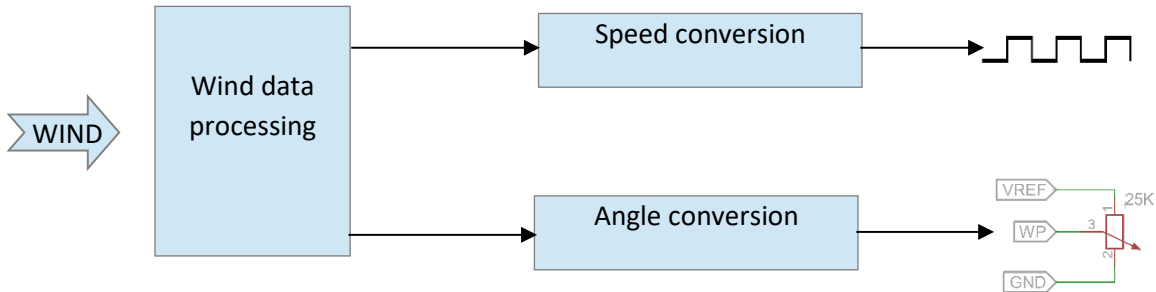 WIND
Wind data
processing
Speed conversion
Angle conversion
VREF
1
25K
WP
3
2
GND